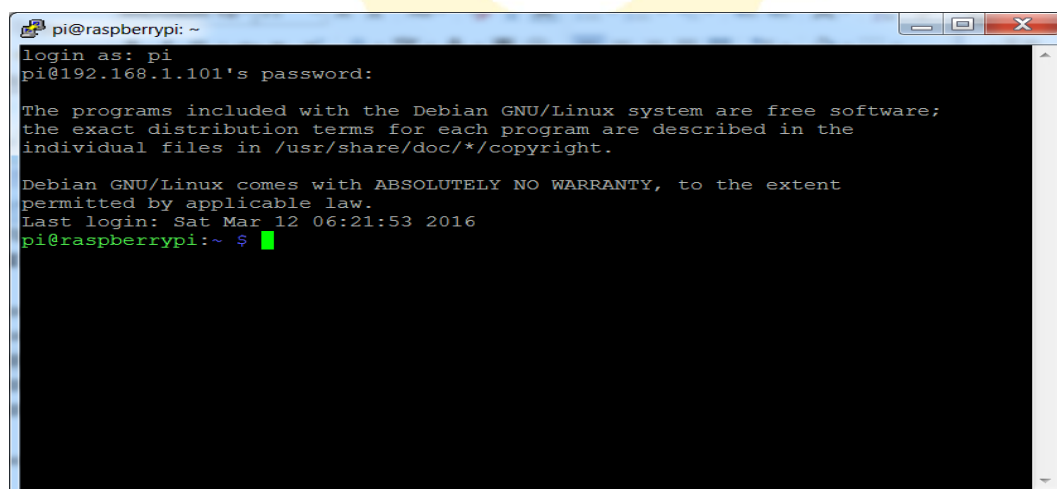 pi@raspberrypi: ~
login as: pi
pi@192.168.1.101's password:
The programs included with the Debian GNU/Linux system are free software;
the exact distribution terms for each program are described in the
individual files in /usr/share/doc/*/copyright.
Debian GNU/Linux comes with ABSOLUTELY NO WARRANTY, to the extent
permitted by applicable law.
Last login: Sat Mar 12 06:21:53 2016
pi@raspberrypi:~ $